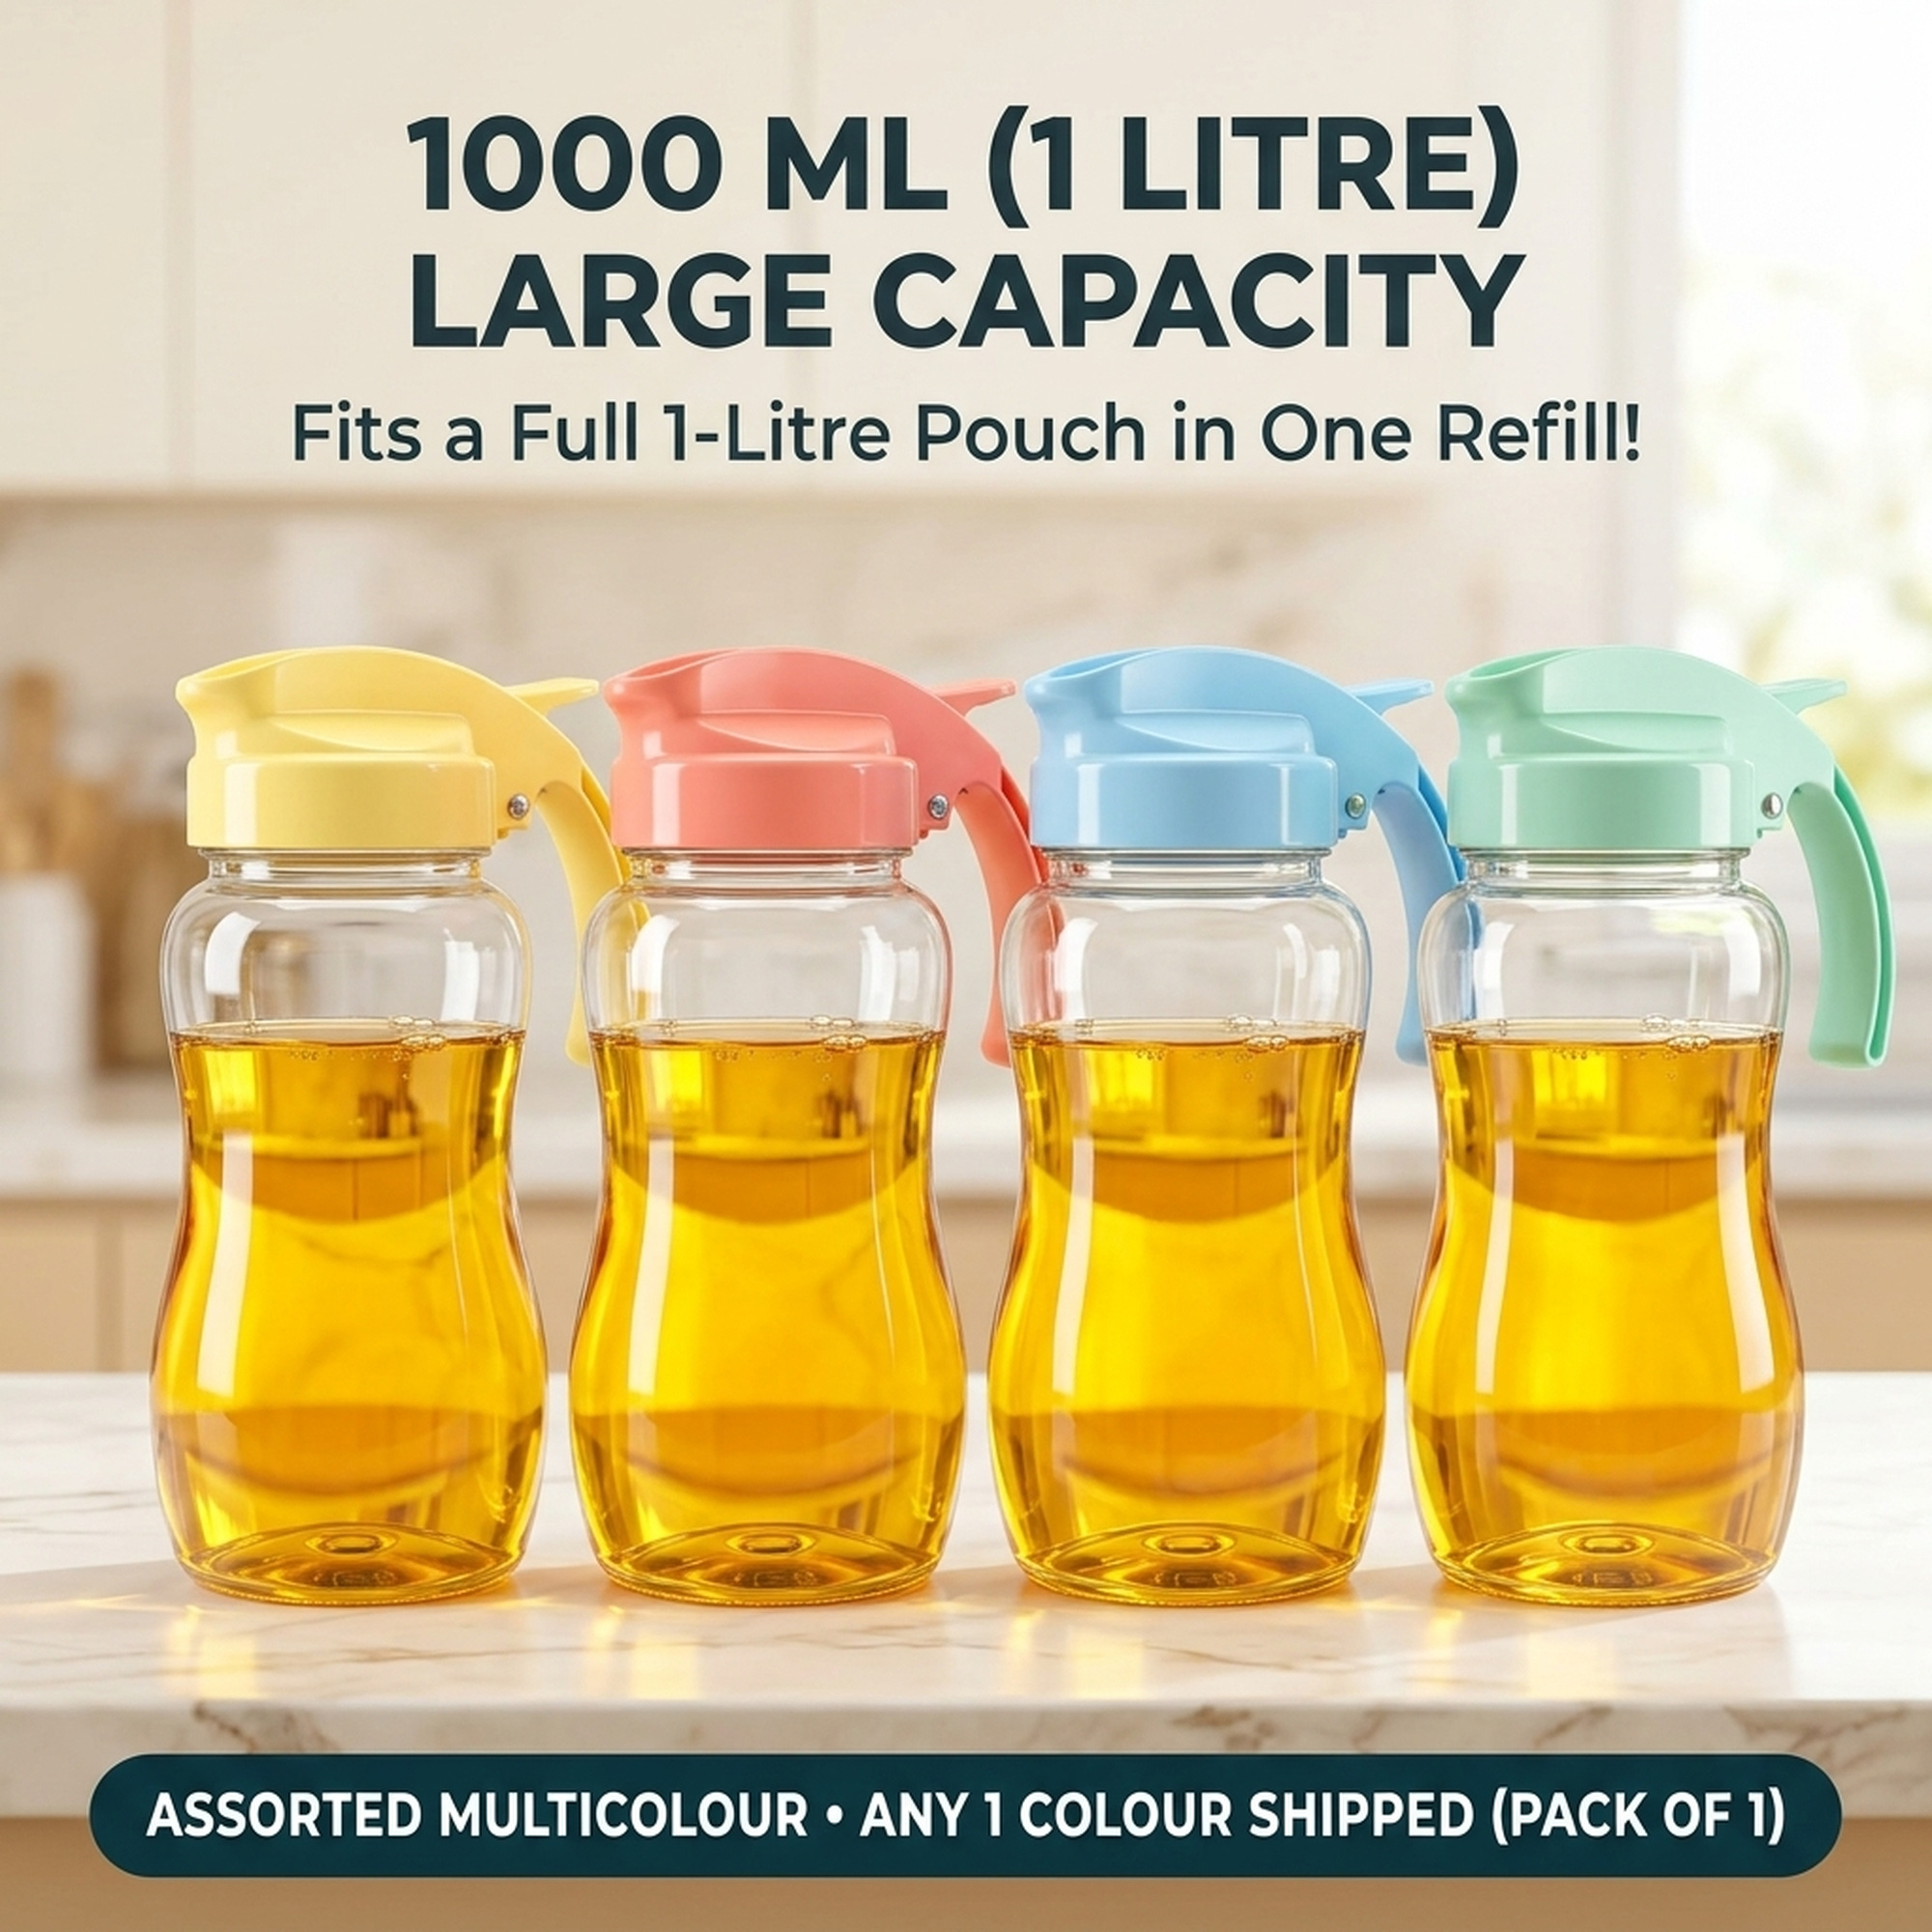 1000 ML (1 LITRE)
LARGE CAPACITY
Fits a Full 1-Litre Pouch in One Refill!
ASSORTED MULTICOLOUR • ANY 1 COLOUR SHIPPED (PACK OF 1)